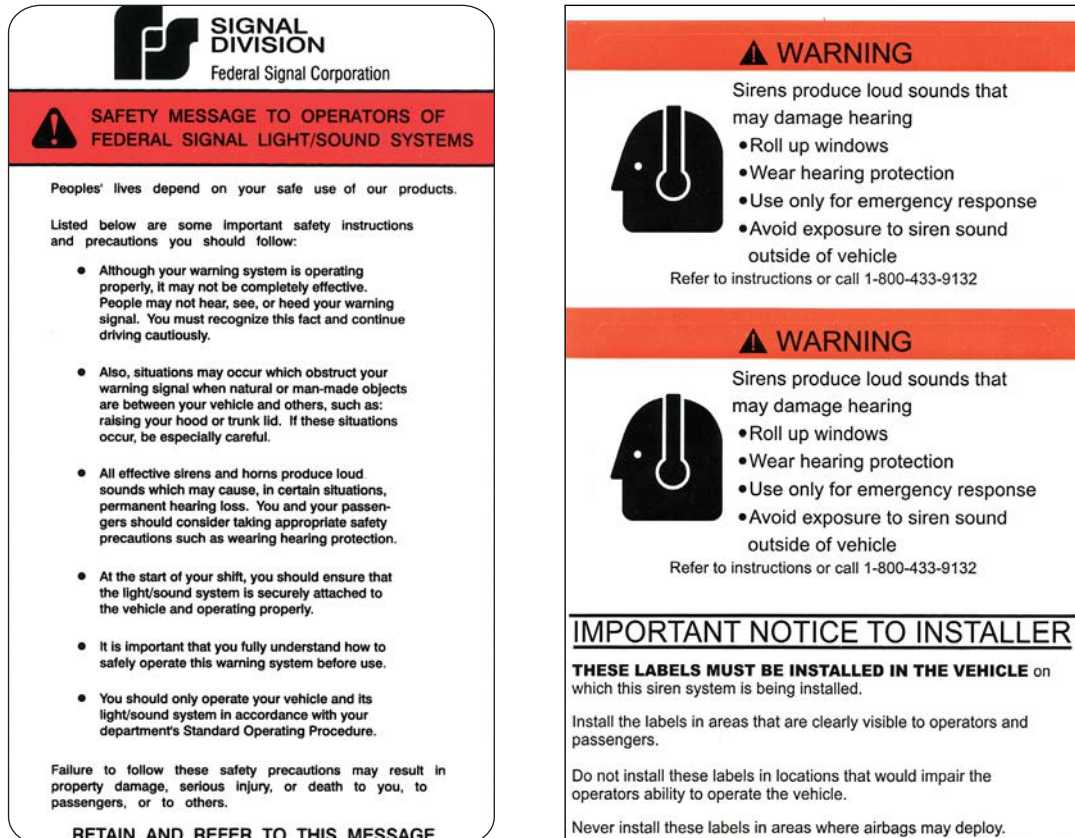 SIGNAL
DIVISION
Federal Signal Corporation
SAFETY MESSAGE TO OPERATORS OF
FEDERAL SIGNAL LIGHT/SOUND SYSTEMS
Peoples' lives depend on your safe use of our products.
Listed below are some important safety instructions
and precautions you should follow:
● Although your warning system is operating
properly, it may not be completely effective.
People may not hear, see, or heed your warning
signal. You must recognize this fact and continue
driving cautiously.
● Also, situations may occur which obstruct your
warning signal when natural or man-made objects
are between your vehicle and others, such as:
raising your hood or trunk lid. If these situations
occur, be especially careful.
● All effective sirens and horns produce loud
sounds which may cause, in certain situations,
permanent hearing loss. You and your passen-
gers should consider taking appropriate safety
precautions such as wearing hearing protection.
● At the start of your shift, you should ensure that
the light/sound system is securely attached to
the vehicle and operating properly.
● It is important that you fully understand how to
safely operate this warning system before use.
● You should only operate your vehicle and its
light/sound system in accordance with your
department's Standard Operating Procedure.
Failure to follow these safety precautions may result in
property damage, serious injury, or death to you, to
passengers, or to others.
RETAIN AND REFER TO THIS MESSAGE
WARNING
Sirens produce loud sounds that
may damage hearing
●Roll up windows
●Wear hearing protection
●Use only for emergency response
●Avoid exposure to siren sound
outside of vehicle
Refer to instructions or call 1-800-433-9132
WARNING
Sirens produce loud sounds that
may damage hearing
●Roll up windows
●Wear hearing protection
●Use only for emergency response
●Avoid exposure to siren sound
outside of vehicle
Refer to instructions or call 1-800-433-9132
IMPORTANT NOTICE TO INSTALLER
THESE LABELS MUST BE INSTALLED IN THE VEHICLE on
which this siren system is being installed.
Install the labels in areas that are clearly visible to operators and
passengers.
Do not install these labels in locations that would impair the
operators ability to operate the vehicle.
Never install these labels in areas where airbags may deploy.